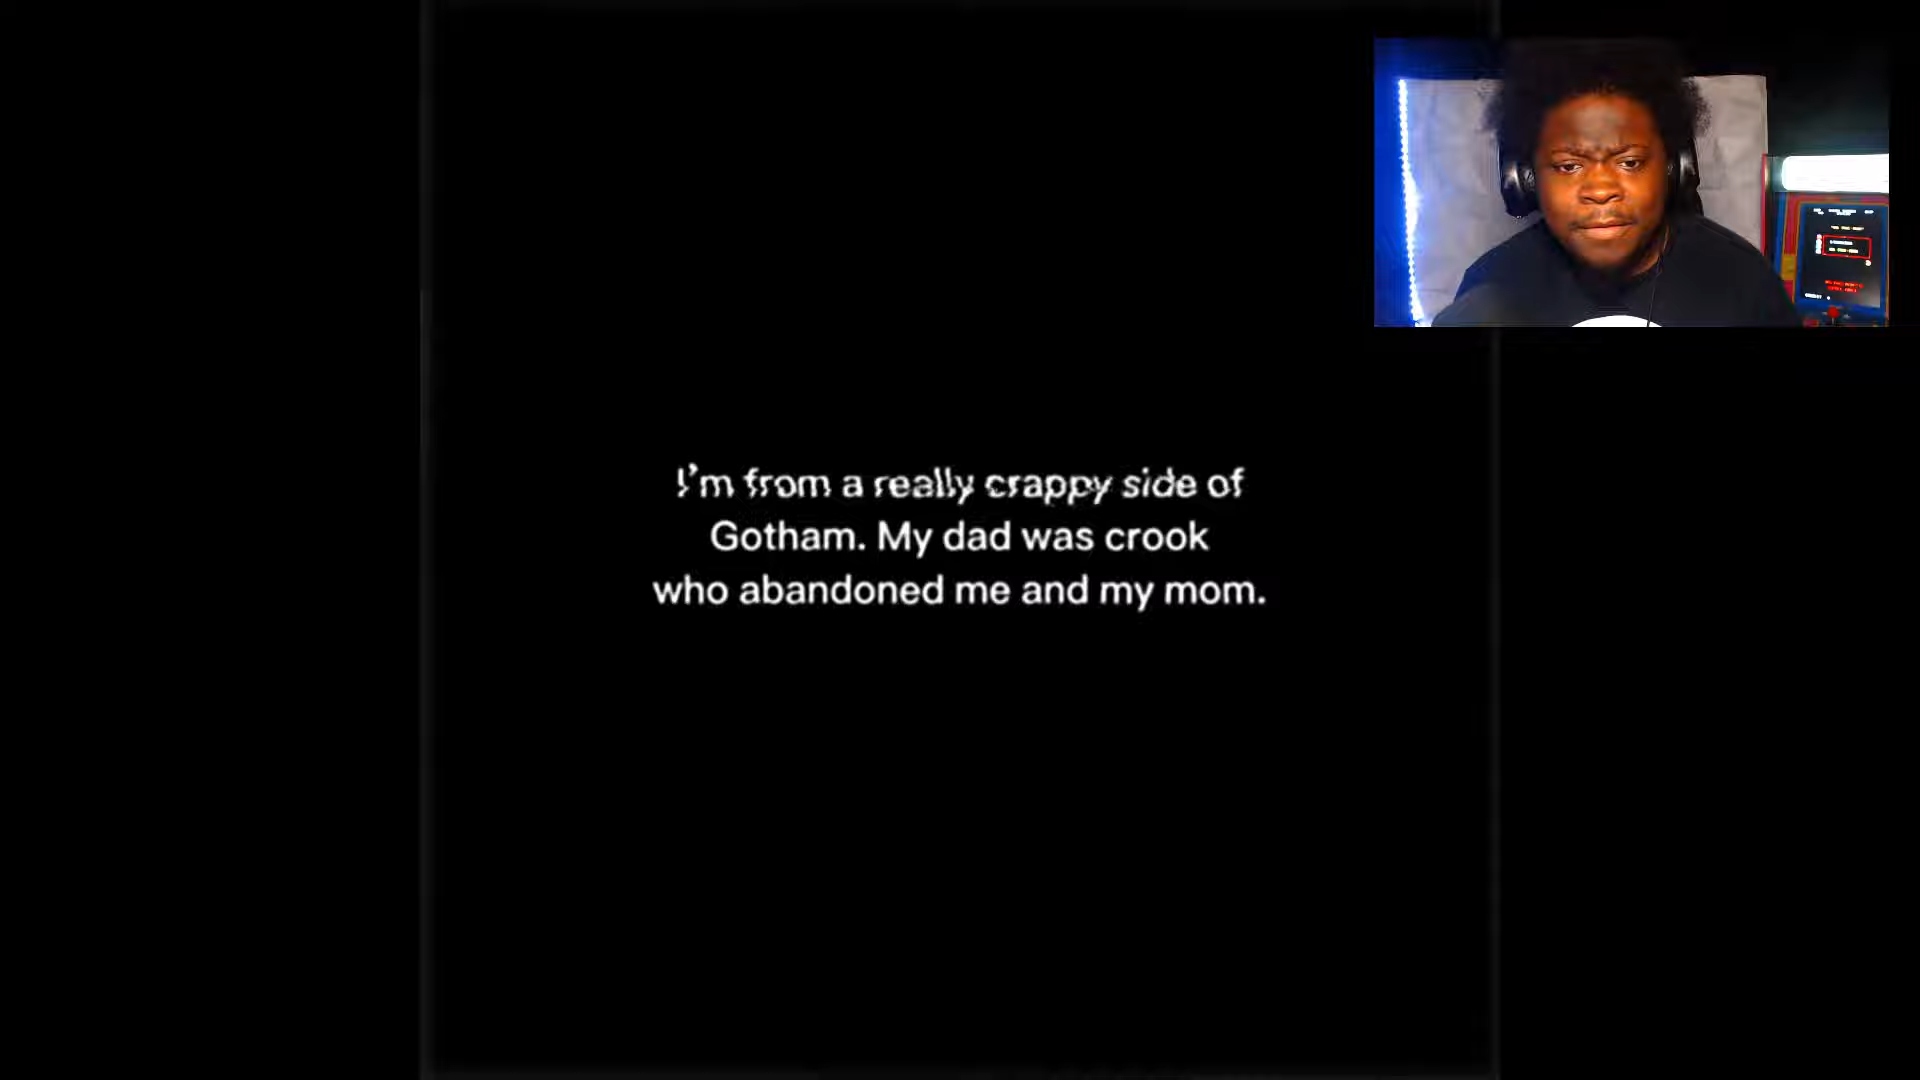 I'm from a really crappy side of
Gotham. My dad was crook
who abandoned me and my mom.